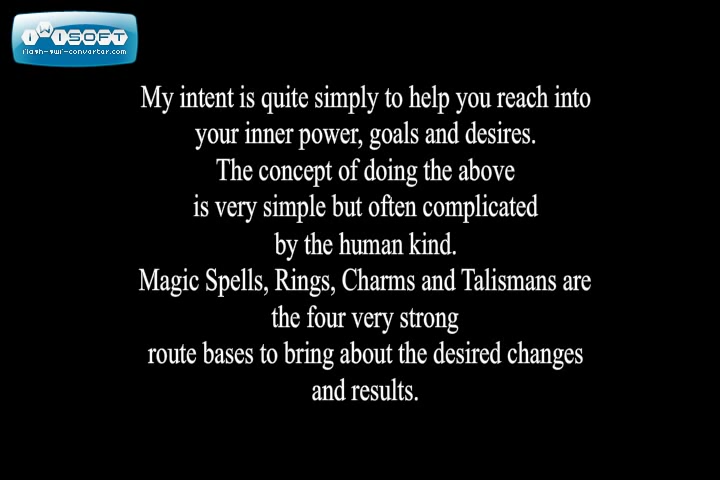 iWiSOFT
flash-swf-converter.com
My intent is quite simply to help you reach into
your inner power, goals and desires.
The concept of doing the above
is very simple but often complicated
by the human kind.
Magic Spells, Rings, Charms and Talismans are
the four very strong
route bases to bring about the desired changes
and results.